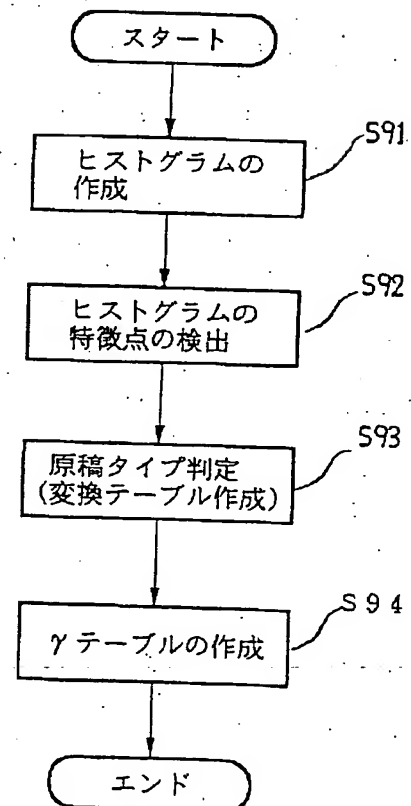 スタート
S91
ヒストグラムの
作成
S92
ヒストグラムの
特徴点の検出
S93
原稿タイプ判定
(変換テーブル作成)
S94
γテーブルの作成
エンド